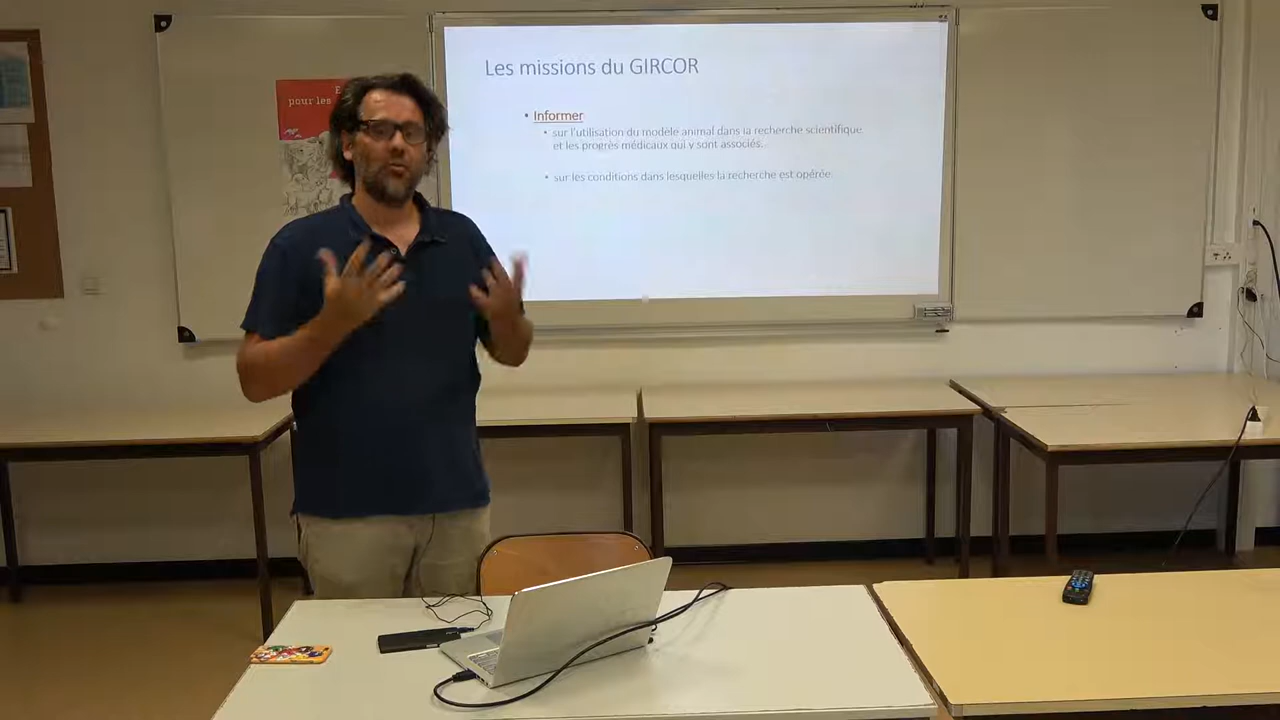 Les missions du GIRCOR
• Informer
• sur l'utilisation du modèle animal dans la recherche scientifique
et les progrès médicaux qui y sont associés.
• sur les conditions dans lesquelles la recherche est opérée
E
pour les